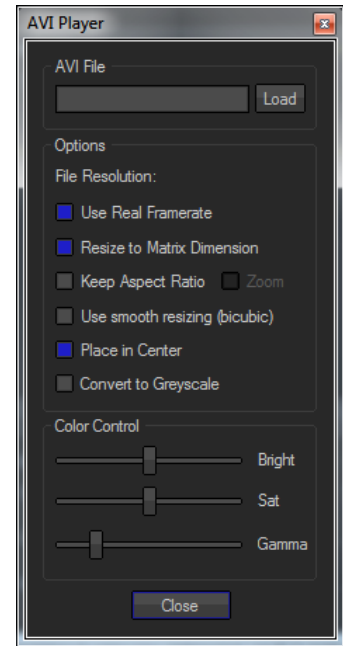 AVI Player
AVI File
Load
Options
File Resolution:
Use Real Framerate
Resize to Matrix Dimension
Keep Aspect Ratio Zoom
Use smooth resizing (bicubic)
Place in Center
Convert to Greyscale
Color Control
Bright
Sat
Gamma
Close